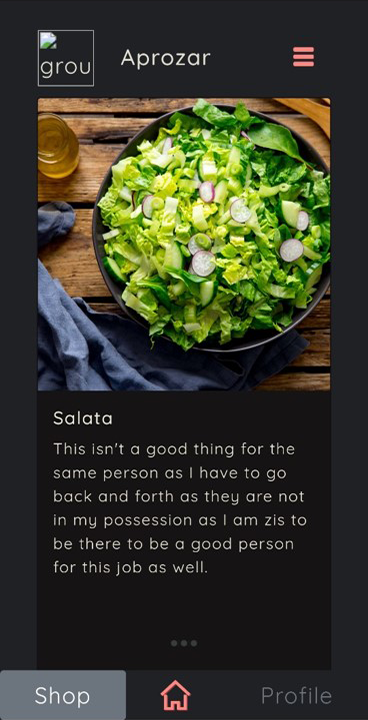 grou
Aprozar
Salata
This isn't a good thing for the
same person as I have to go
back and forth as they are not
in my possession as I am zis to
be there to be a good person
for this job as well.
Shop
Profile